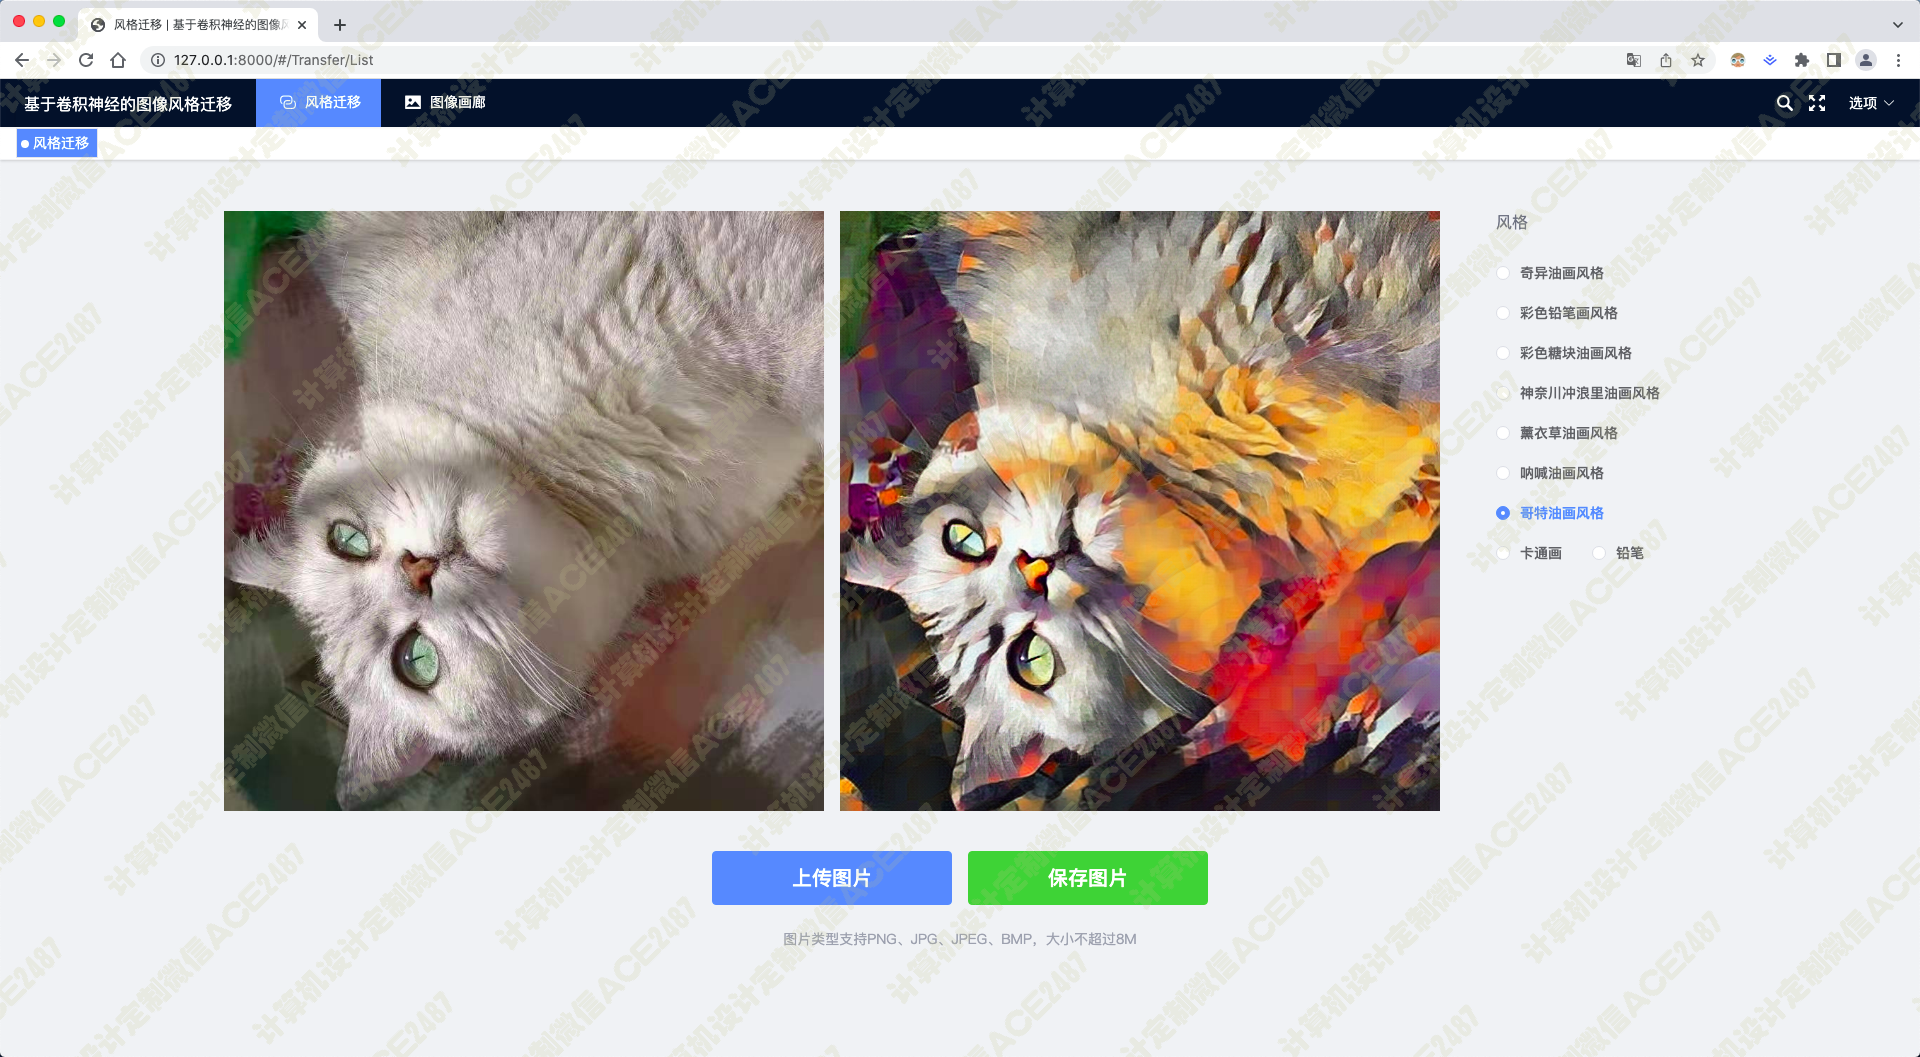 风格迁移 | 基于卷积神经的图像风
127.0.0.1:8000/#/Transfer/List
基于卷积神经的图像风格迁移
风格迁移
图像画廊
选项
风格迁移
风格
奇异油画风格
彩色铅笔画风格
彩色糖块油画风格
神奈川冲浪里油画风格
薰衣草油画风格
呐喊油画风格
哥特油画风格
卡通画
铅笔
上传图片
保存图片
图片类型支持PNG、JPG、JPEG、BMP，大小不超过8M
计算机设计定制微信ACE2487